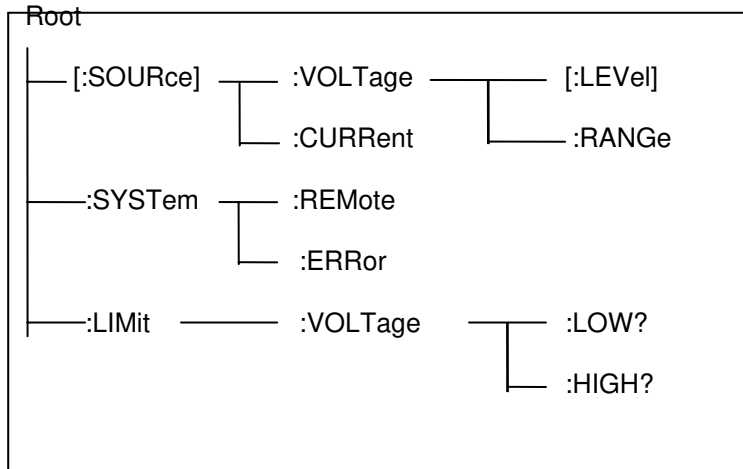 Root
[:SOURce] :VOLTage [:LEVel]
:CURRent :RANGe
:SYSTem :REMote
:ERRor
:LIMit :VOLTage :LOW?
:HIGH?